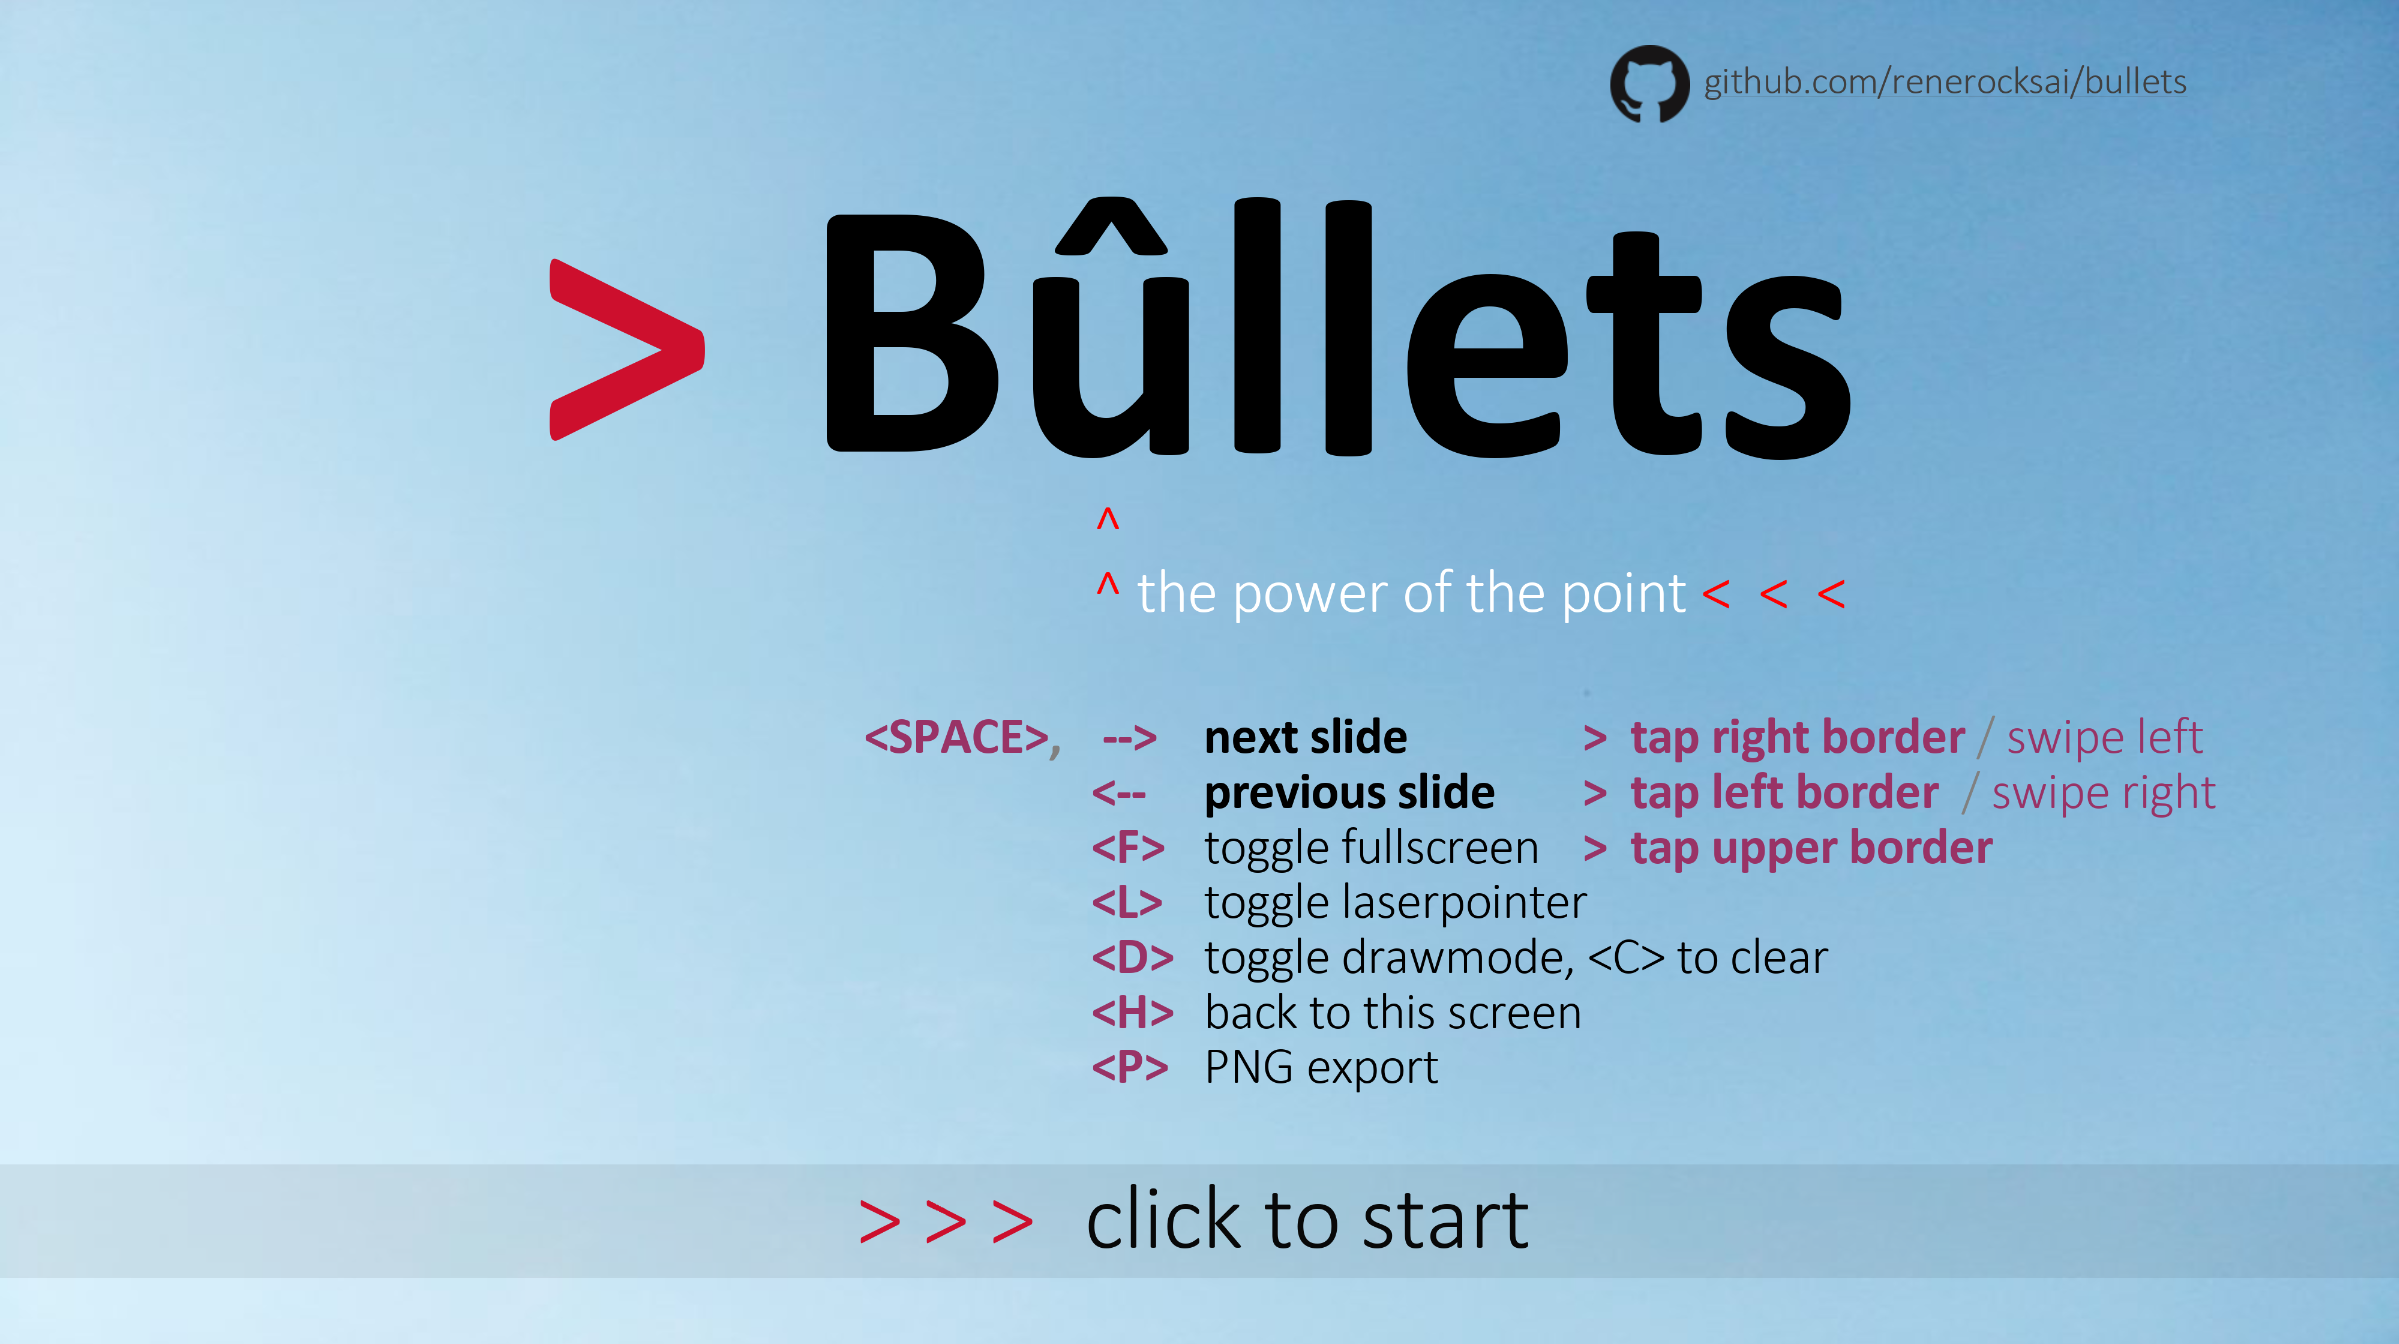 github.com/renerocksai/bullets
> Bûllets
^
^ the power of the point < < <
<SPACE>, --> next slide > tap right border / swipe left
<-- previous slide > tap left border / swipe right
<F> toggle fullscreen > tap upper border
<L> toggle laserpointer
<D> toggle drawmode, <C> to clear
<H> back to this screen
<P> PNG export
> > > click to start